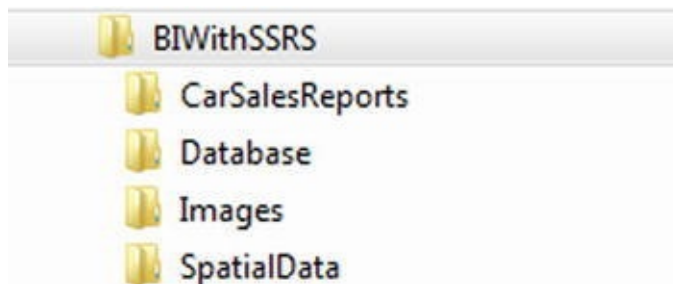 BIWithSSRS
CarSalesReports
Database
Images
SpatialData